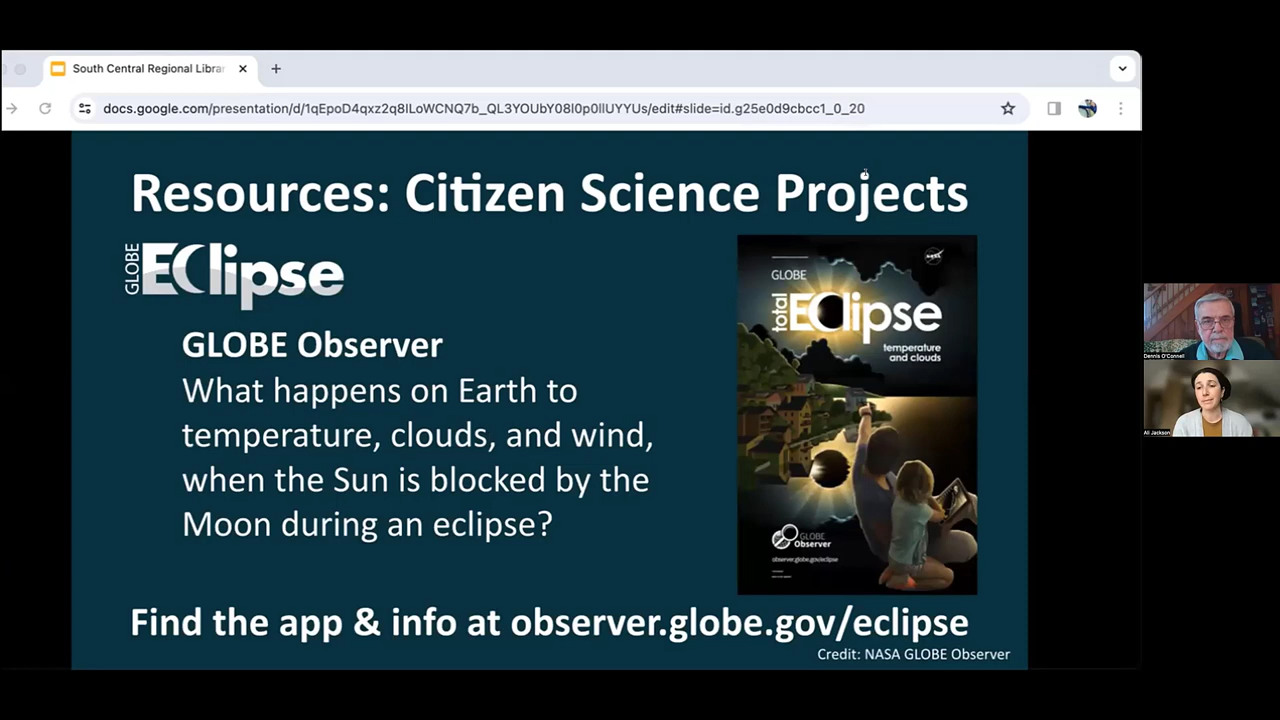 South Central Regional Libra
docs.google.com/presentation/d/1qEpoD4qxz2q8ILoWCNQ7b_QL3YOUbY08I0p0llUYYUs/edit#slide=id.g25e0d9cbcc1_0_20
Resources: Citizen Science Projects
GLOBE
EClipse
GLOBE Observer
What happens on Earth to
temperature, clouds, and wind,
when the Sun is blocked by the
Moon during an eclipse?
NASA
GLOBE
total
EClipse
temperature
and clouds
GLOBE
Observer
observer.globe.gov/eclipse
Find the app & info at observer.globe.gov/eclipse
Credit: NASA GLOBE Observer
Dennis O'Connell
Ali Jackson